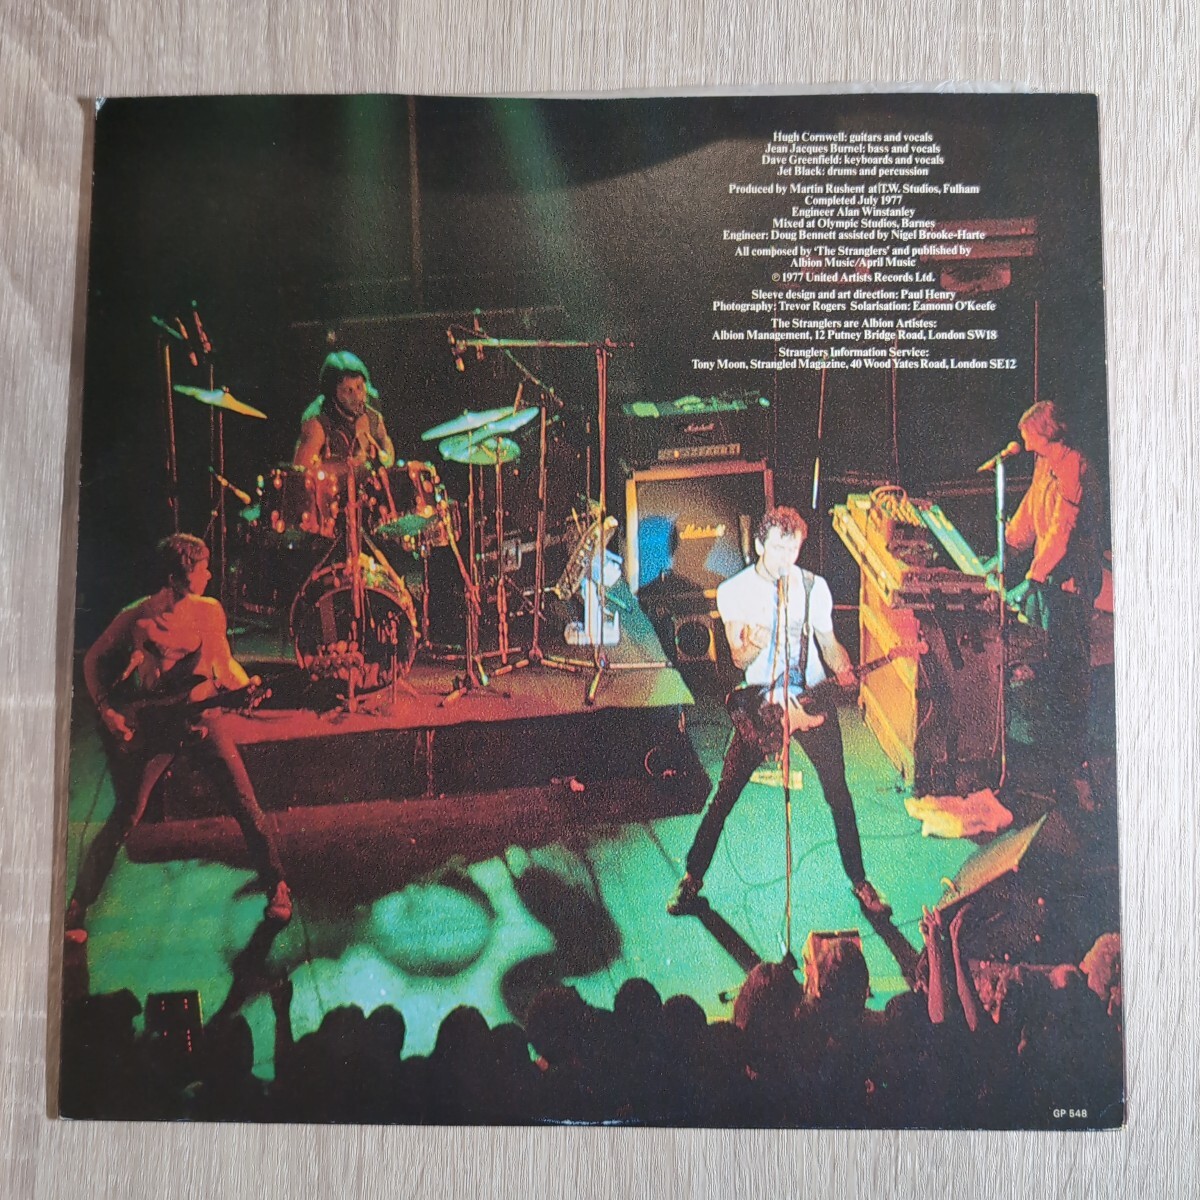 Hugh Cornwell: guitars and vocals
Jean Jacques Burnel: bass and vocals
Dave Greenfield: keyboards and vocals
Jet Black: drums and percussion
Produced by Martin Rushent at T.W. Studios, Fulham
Completed July 1977
Engineer Alan Winstanley
Mixed at Olympic Studios, Barnes
Engineer: Doug Bennett assisted by Nigel Brooke-Harte
All composed by 'The Stranglers' and published by
Albion Music/April Music
℗ 1977 United Artists Records Ltd.
Sleeve design and art direction: Paul Henry
Photography: Trevor Rogers Solarisation: Eamonn O'Keefe
The Stranglers are Albion Artistes:
Albion Management, 12 Putney Bridge Road, London SW18
Stranglers Information Service:
Tony Moon, Strangled Magazine, 40 Wood Yates Road, London SE12
Marshall
Marshall
GP 548